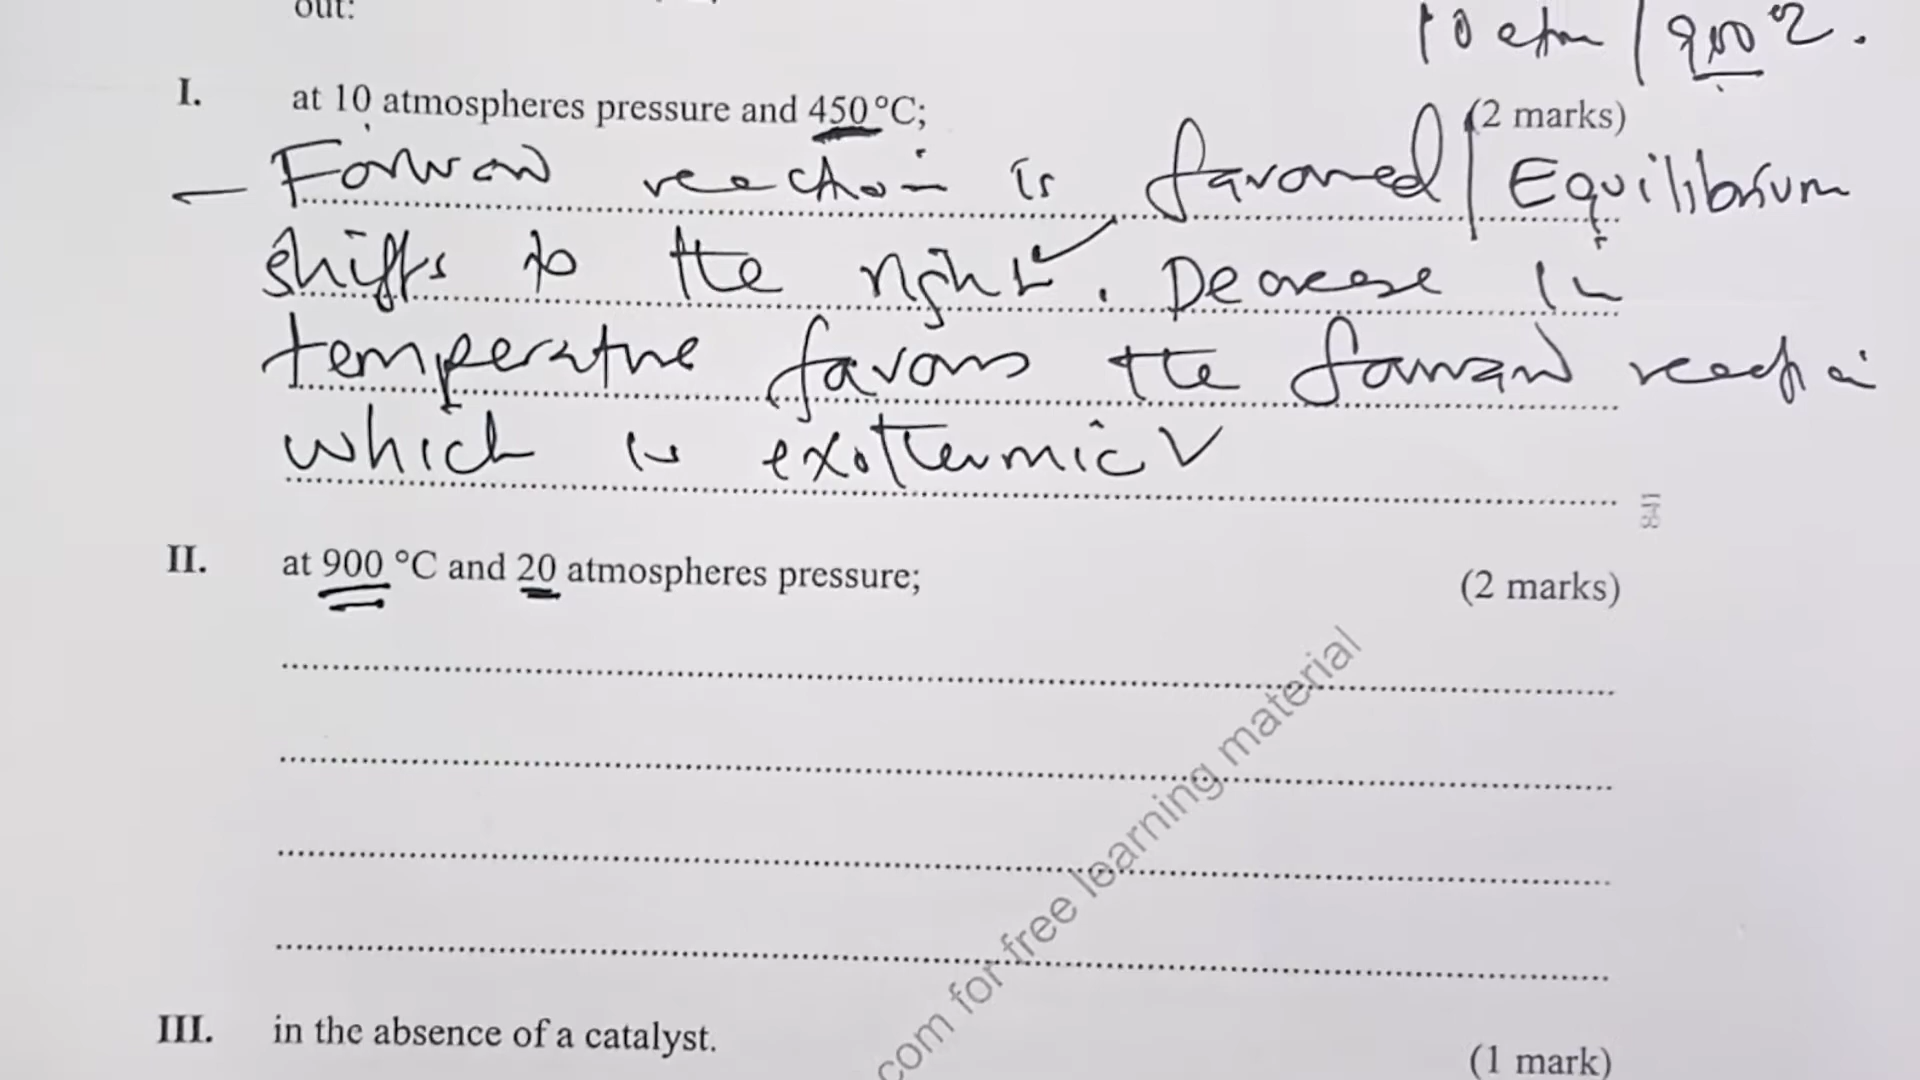 out:
10 atm / 900 °C.
I. at 10 atmospheres pressure and 450 °C; (2 marks)
– Forward reaction is favored / Equilibrium
shifts to the right. Decrease in
temperature favors the forward reaction
which is exothermic
II. at 900 °C and 20 atmospheres pressure; (2 marks)
III. in the absence of a catalyst. (1 mark)
com for free learning material